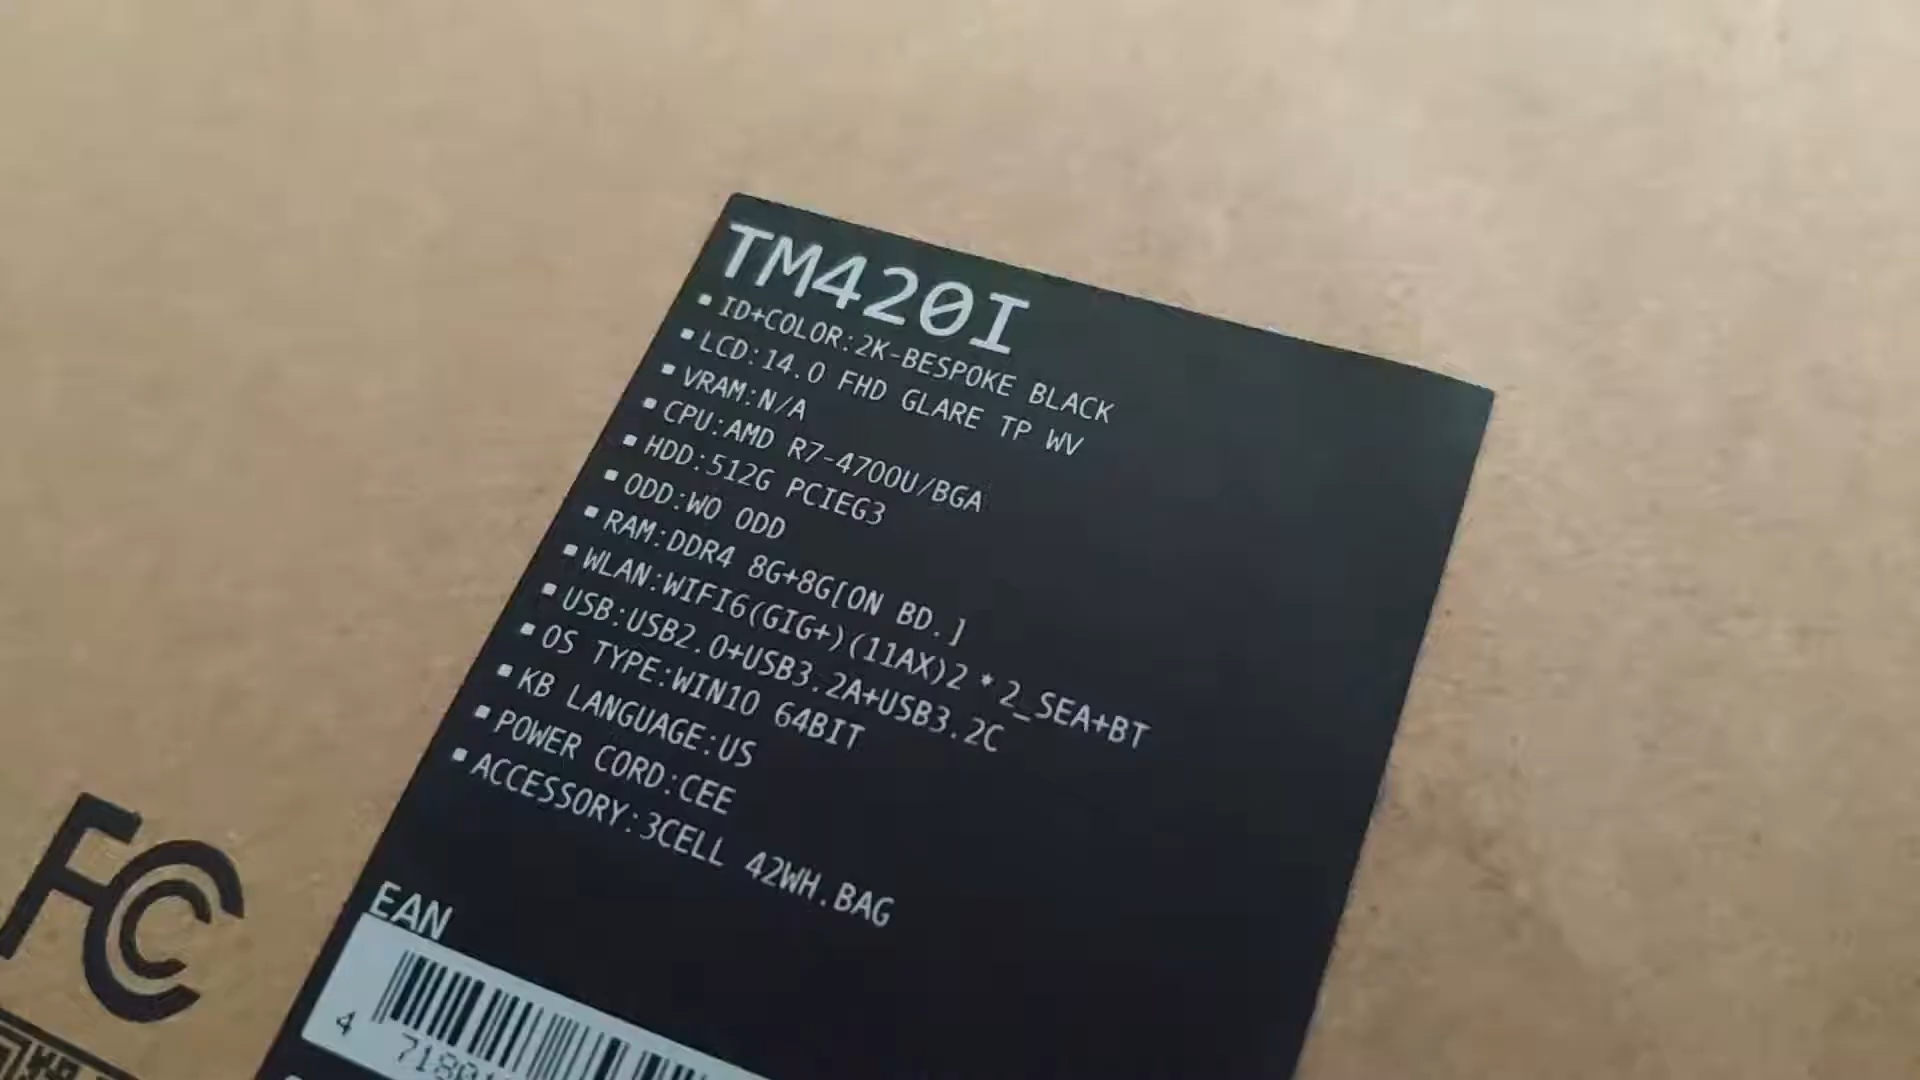 TM420I
▪ ID+COLOR:2K-BESPOKE BLACK
▪ LCD:14.0 FHD GLARE TP WV
▪ VRAM:N/A
▪ CPU:AMD R7-4700U/BGA
▪ HDD:512G PCIEG3
▪ ODD:WO ODD
▪ RAM:DDR4 8G+8G[ON BD.]
▪ WLAN:WIFI6(GIG+)(11AX)2*2_SEA+BT
▪ USB:USB2.0+USB3.2A+USB3.2C
▪ OS TYPE:WIN10 64BIT
▪ KB LANGUAGE:US
▪ POWER CORD:CEE
▪ ACCESSORY:3CELL 42WH.BAG
FC
EAN
4